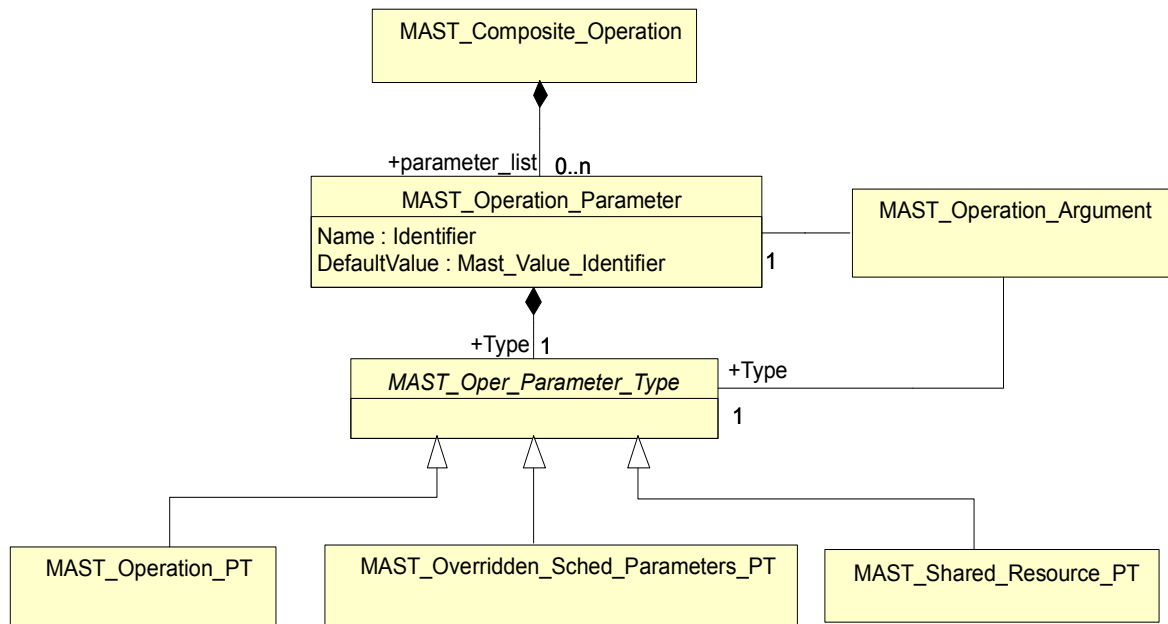 MAST_Composite_Operation
+parameter_list 0..n
MAST_Operation_Parameter
Name : Identifier
DefaultValue : Mast_Value_Identifier
1
MAST_Operation_Argument
+Type 1
MAST_Oper_Parameter_Type
+Type
1
MAST_Operation_PT
MAST_Overridden_Sched_Parameters_PT
MAST_Shared_Resource_PT